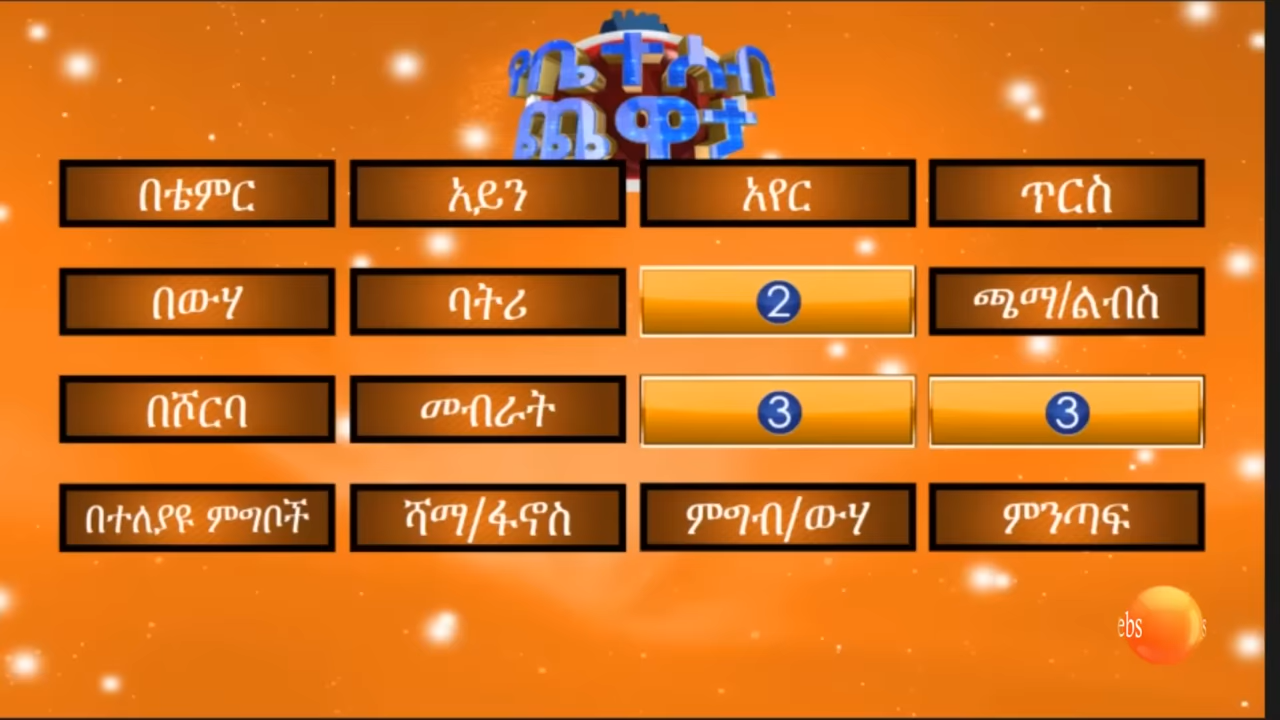 የቤተሰብ
ጨዋታ
በቴምር አይን አየር ጥርስ
በውሃ ባትሪ 2 ጫማ/ልብስ
በሾርባ መብራት 3 3
በተለያዩ ምግቦች ሻማ/ፋኖስ ምግብ/ውሃ ምንጣፍ
ebs